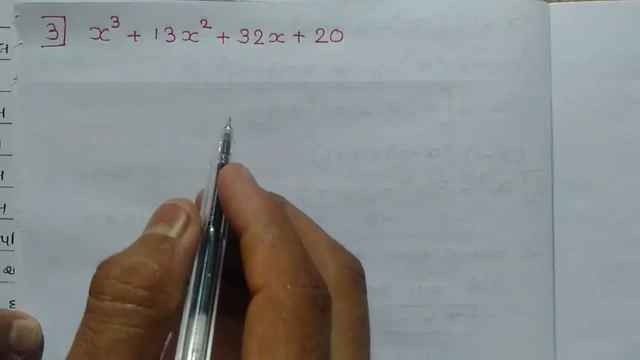 3 x³ + 13x² + 32x + 20